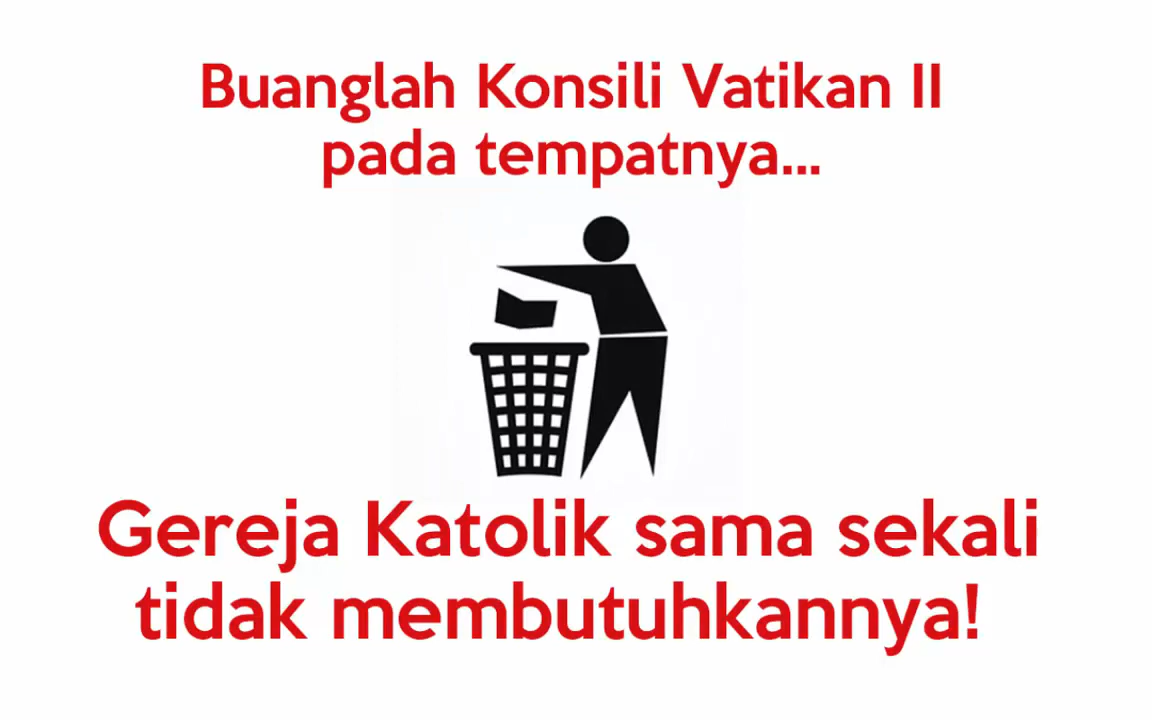 Buanglah Konsili Vatikan II
pada tempatnya...
Gereja Katolik sama sekali
tidak membutuhkannya!